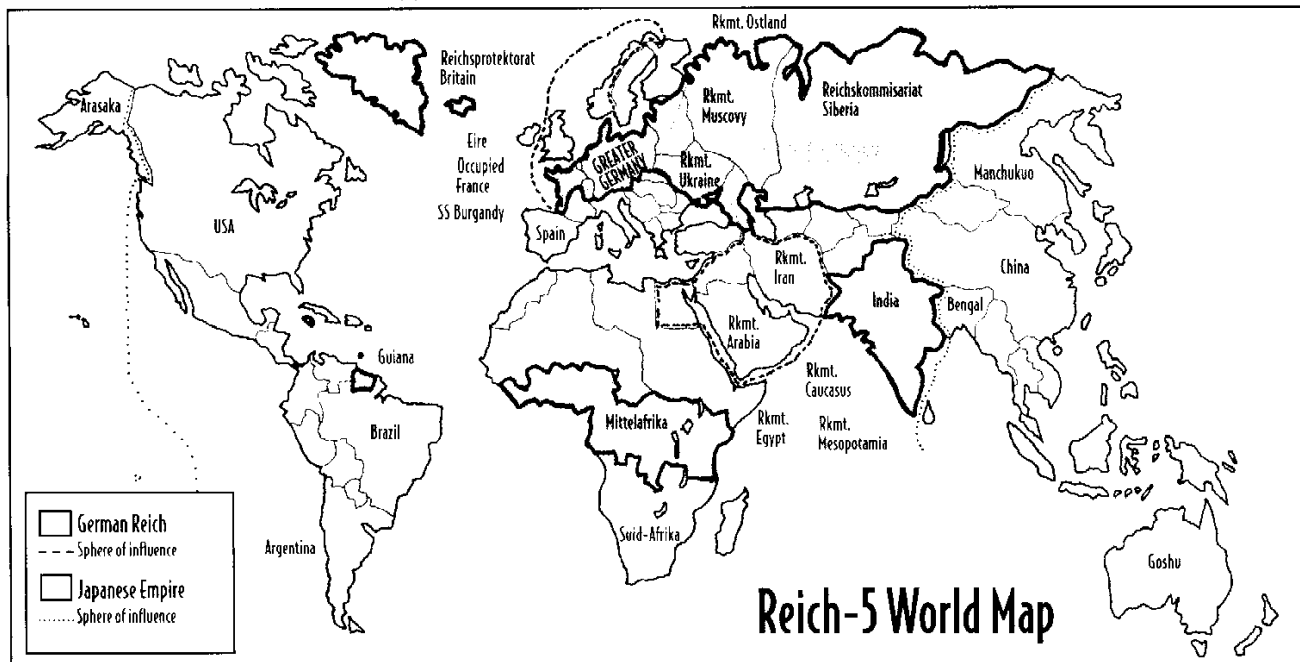 Rkmt. Ostland
Reichsprotektorat
Britain
Arasaka
Rkmt.
Muscovy
Reichskommisariat
Siberia
Eire
Occupied
France
SS Burgandy
GREATER
GERMANY
Rkmt.
Ukraine
Manchukuo
USA
Spain
Rkmt.
Iran
China
India
Bengal
Rkmt.
Arabia
Guiana
Rkmt.
Caucasus
Mittelafrika
Rkmt.
Egypt
Rkmt.
Mesopotamia
Brazil
German Reich
Sphere of influence
Japanese Empire
Sphere of influence
Argentina
Suid-Afrika
Goshu
Reich-5 World Map